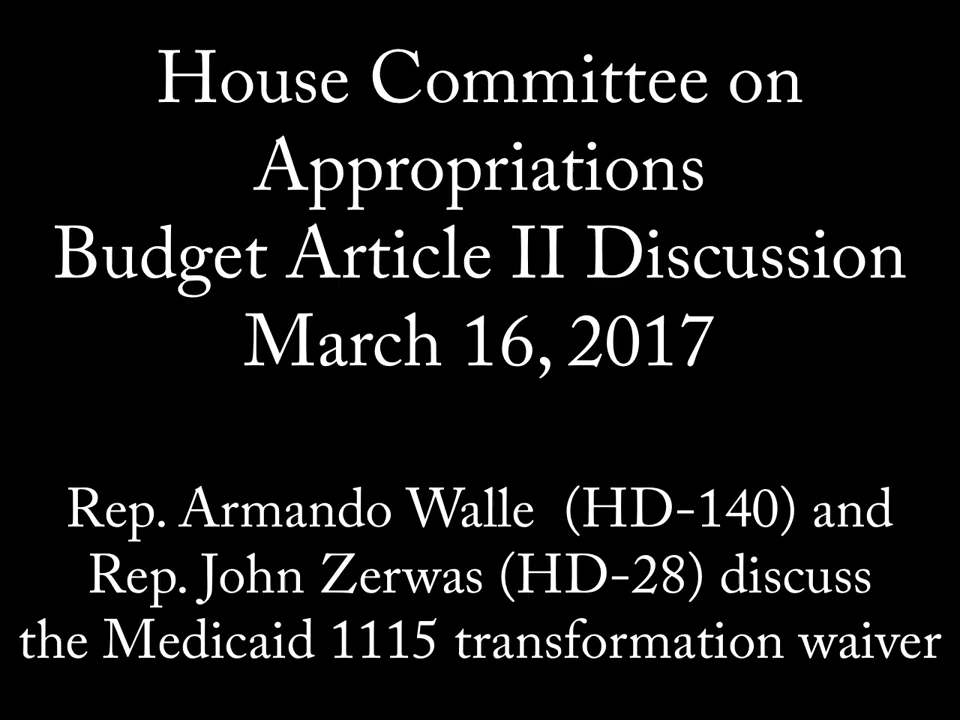 House Committee on
Appropriations
Budget Article II Discussion
March 16, 2017
Rep. Armando Walle (HD-140) and
Rep. John Zerwas (HD-28) discuss
the Medicaid 1115 transformation waiver